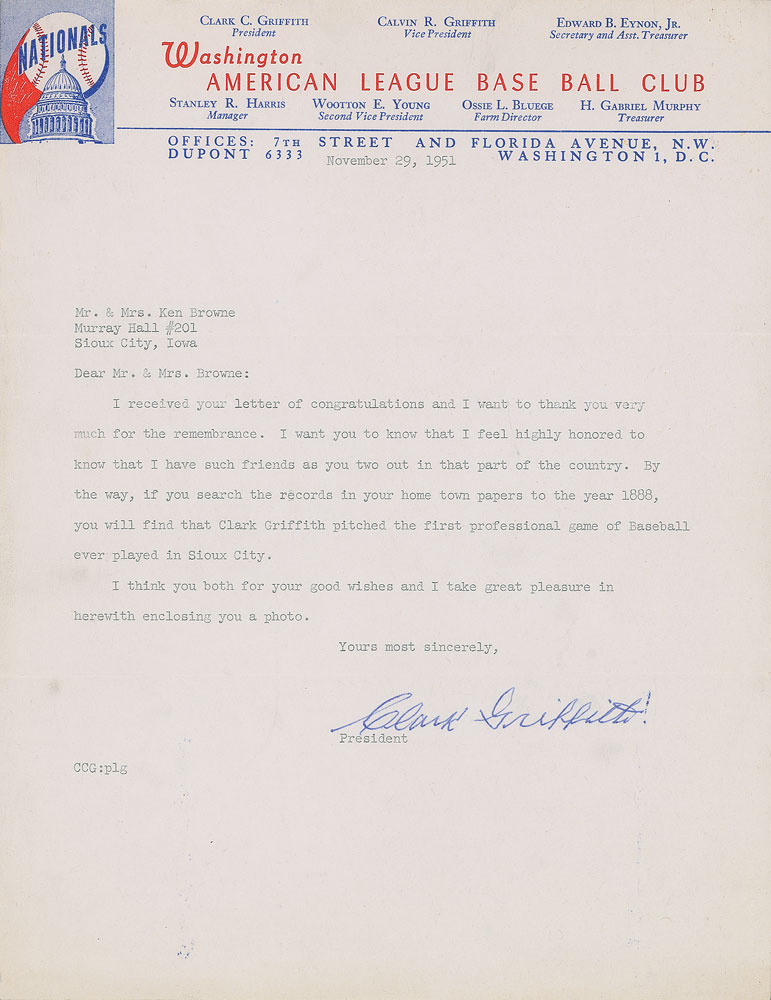 NATIONALS
CLARK C. GRIFFITH
President
CALVIN R. GRIFFITH
Vice President
EDWARD B. EYNON, JR.
Secretary and Asst. Treasurer
Washington
AMERICAN LEAGUE BASE BALL CLUB
STANLEY R. HARRIS
Manager
WOOTTON E. YOUNG
Second Vice President
OSSIE L. BLUEGE
Farm Director
H. GABRIEL MURPHY
Treasurer
OFFICES: 7TH STREET AND FLORIDA AVENUE, N.W.
DUPONT 6333
WASHINGTON 1, D.C.
November 29, 1951
Mr. & Mrs. Ken Browne
Murray Hall #201
Sioux City, Iowa
Dear Mr. & Mrs. Browne:
I received your letter of congratulations and I want to thank you very
much for the remembrance. I want you to know that I feel highly honored to
know that I have such friends as you two out in that part of the country. By
the way, if you search the records in your home town papers to the year 1888,
you will find that Clark Griffith pitched the first professional game of Baseball
ever played in Sioux City.
I think you both for your good wishes and I take great pleasure in
herewith enclosing you a photo.
Yours most sincerely,
Clark Griffith
President
CCG:plg